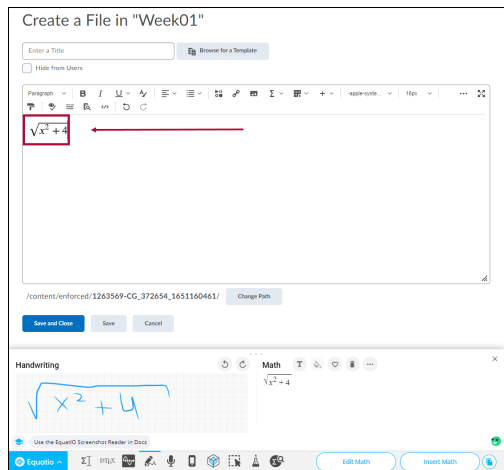 Create a File in "Week01"
Enter a Title
Browse for a Template
Hide from Users
Paragraph B I U Σ + -apple-syste... 16px ...
</>
√x² + 4
/content/enforced/1263569-CG_372654_1651160461/ Change Path
Save and Close Save Cancel
Handwriting Math T ...
√x² + 4
√x² + 4
Use the EquatIO Screenshot Reader in Docs
Equatio Σ LATEX Edit Math Insert Math